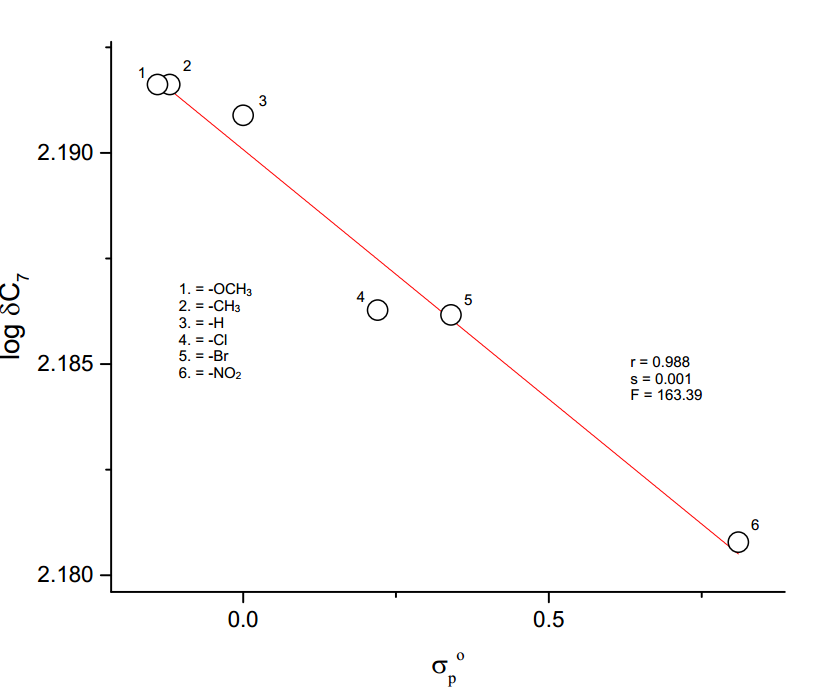 1
2
3
2.190
log δC₇
1. = -OCH₃
2. = -CH₃
3. = -H
4. = -Cl
5. = -Br
6. = -NO₂
4
5
2.185
r = 0.988
s = 0.001
F = 163.39
6
2.180
0.0
0.5
σₚ°